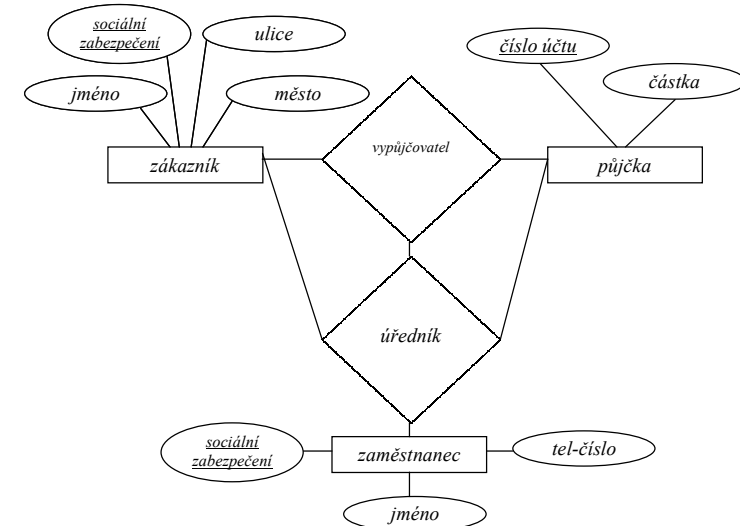 sociální
zabezpečení
ulice
číslo účtu
částka
jméno
město
vypůjčovatel
zákazník
půjčka
úředník
sociální
zabezpečení
zaměstnanec
tel-číslo
jméno